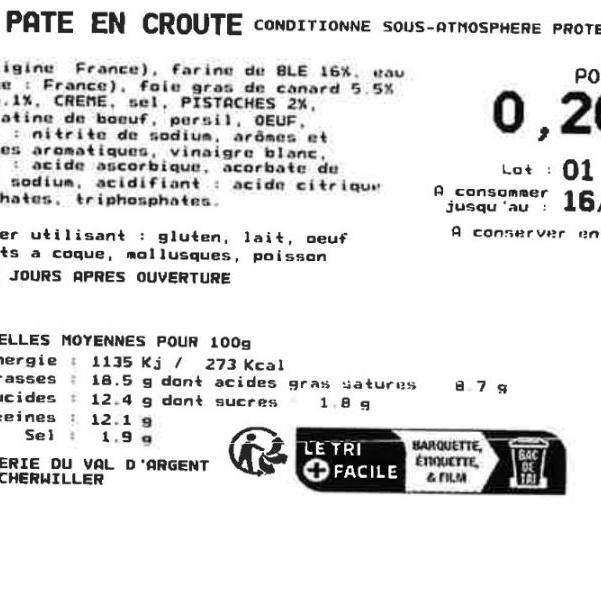 PATE EN CROUTE CONDITIONNE SOUS-ATMOSPHERE PROTE
igine France), farine de BLE 16%, eau
e : France), foie gras de canard 5.5%
.1%, CREME, sel, PISTACHES 2%,
atine de boeuf, persil, OEUF,
: nitrite de sodium, arômes et
es aromatiques, vinaigre blanc,
: acide ascorbique, acorbate de
sodium, acidifiant : acide citrique
hates, triphosphates.
PO
0,20
Lot : 01
A consommer
jusqu'au : 16/
A conserver en
er utilisant : gluten, lait, oeuf
ts a coque, mollusques, poisson
JOURS APRES OUVERTURE
ELLES MOYENNES POUR 100g
nergie : 1135 Kj / 273 Kcal
rasses : 18.5 g dont acides gras satures 8.7 g
ucides : 12.4 g dont sucres 1.8 g
teines : 12.1 g
Sel : 1.9 g
ERIE DU VAL D'ARGENT
CHERWILLER
LE TRI
+ FACILE
BARQUETTE,
ÉTIQUETTE,
& FILM
BAC
DE
TRI